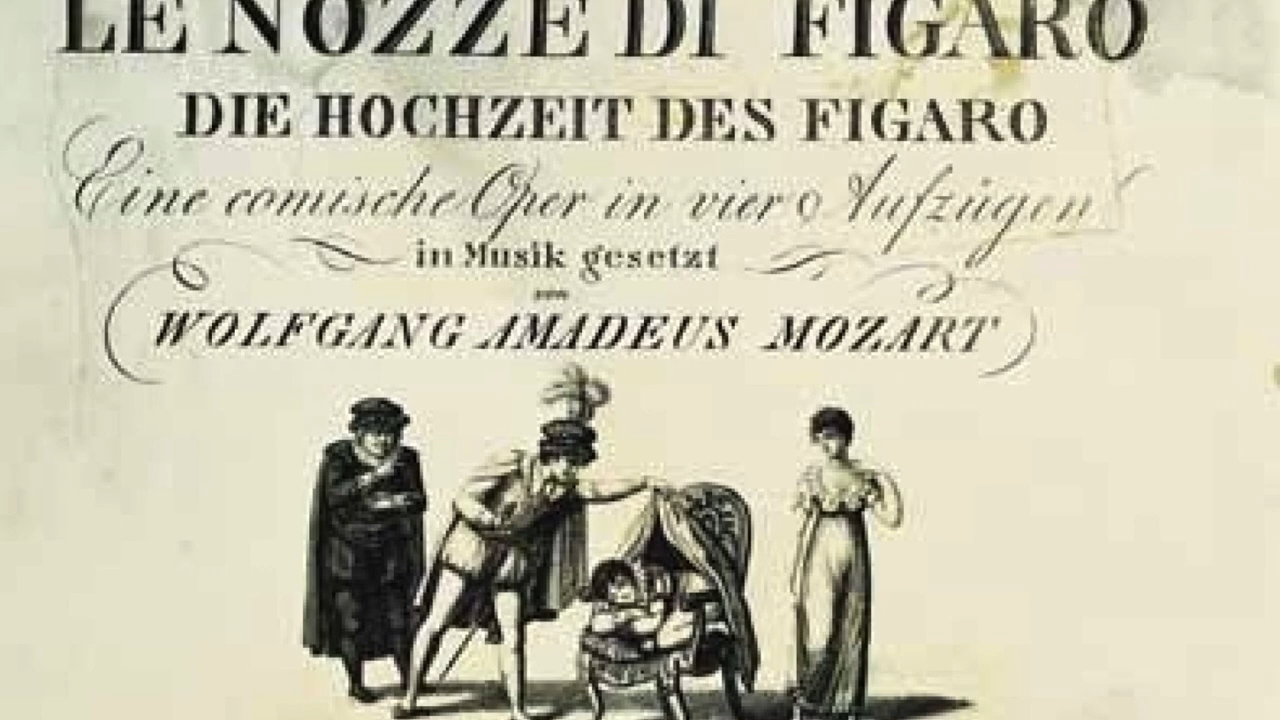 LE NOZZE DI FIGARO
DIE HOCHZEIT DES FIGARO
Eine comische Oper in vier Aufzügen
in Musik gesetzt
von
WOLFGANG AMADEUS MOZART